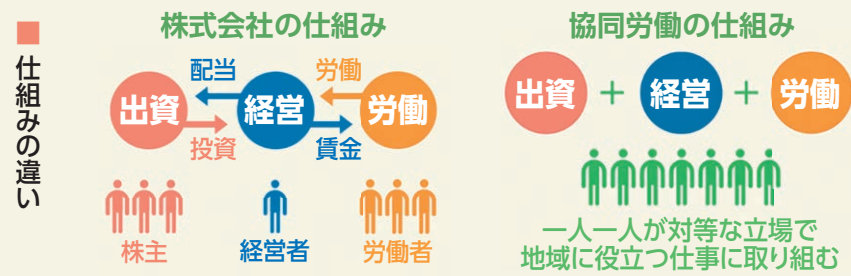 ■仕組みの違い
株式会社の仕組み
配当
労働
出資
経営
労働
投資
賃金
株主
経営者
労働者
協同労働の仕組み
出資 + 経営 + 労働
一人一人が対等な立場で
地域に役立つ仕事に取り組む